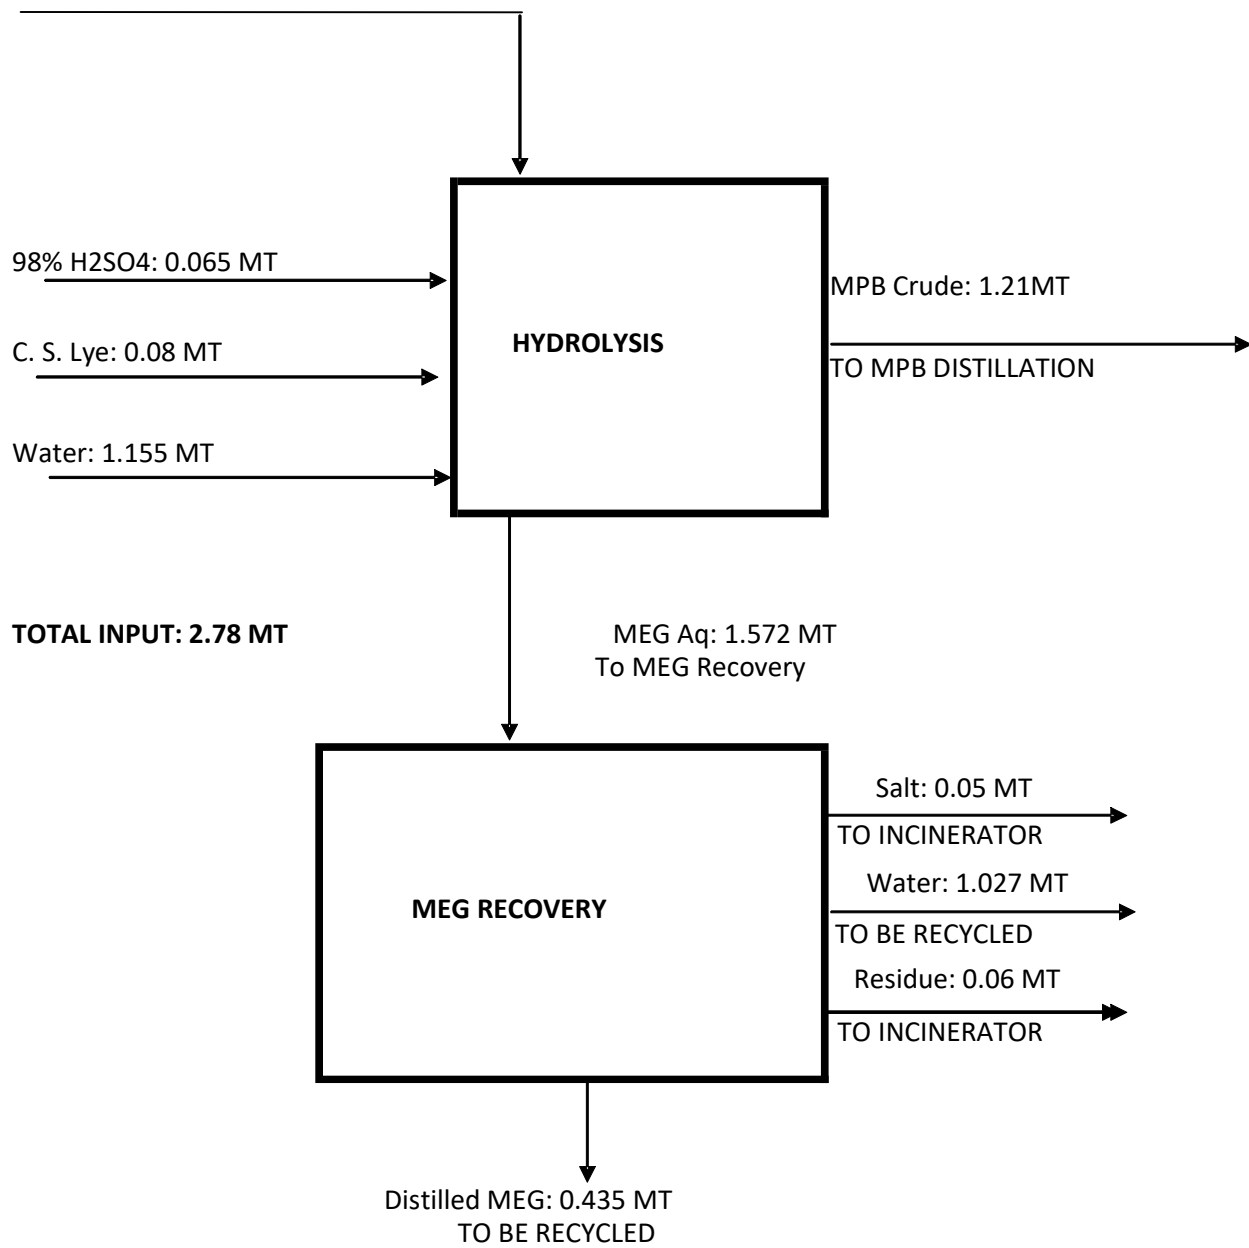 98% H2SO4: 0.065 MT
MPB Crude: 1.21MT
HYDROLYSIS
C. S. Lye: 0.08 MT
TO MPB DISTILLATION
Water: 1.155 MT
TOTAL INPUT: 2.78 MT
MEG Aq: 1.572 MT
To MEG Recovery
Salt: 0.05 MT
TO INCINERATOR
Water: 1.027 MT
MEG RECOVERY
TO BE RECYCLED
Residue: 0.06 MT
TO INCINERATOR
Distilled MEG: 0.435 MT
TO BE RECYCLED